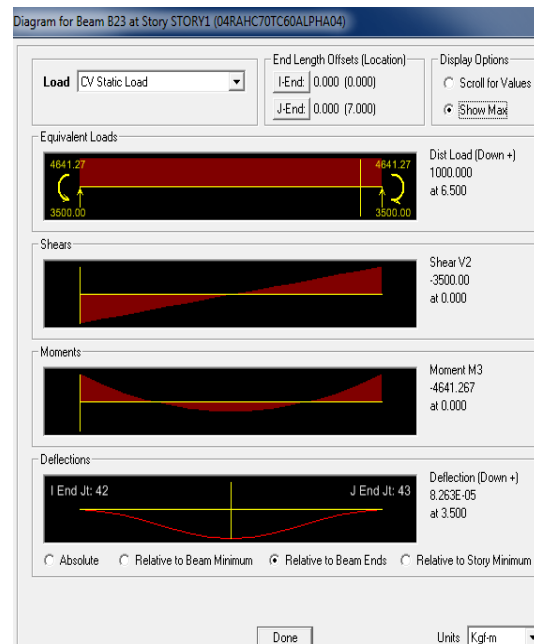 Diagram for Beam B23 at Story STORY1 (04RAHC70TC60ALPHA04)
Load CV Static Load
End Length Offsets (Location)
I-End: 0.000 (0.000)
J-End: 0.000 (7.000)
Display Options
Scroll for Values
Show Max
Equivalent Loads
4641.27 4641.27
3500.00 3500.00
Dist Load (Down +)
1000.000
at 6.500
Shears
Shear V2
-3500.00
at 0.000
Moments
Moment M3
-4641.267
at 0.000
Deflections
I End Jt: 42 J End Jt: 43
Deflection (Down +)
8.263E-05
at 3.500
Absolute Relative to Beam Minimum Relative to Beam Ends Relative to Story Minimum
Done Units Kgf-m